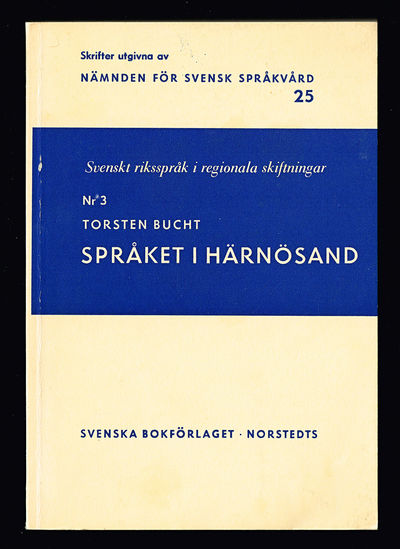 Skrifter utgivna av
NÄMNDEN FÖR SVENSK SPRÅKVÅRD
25
Svenskt riksspråk i regionala skiftningar
Nr 3
TORSTEN BUCHT
SPRÅKET I HÄRNÖSAND
SVENSKA BOKFÖRLAGET · NORSTEDTS